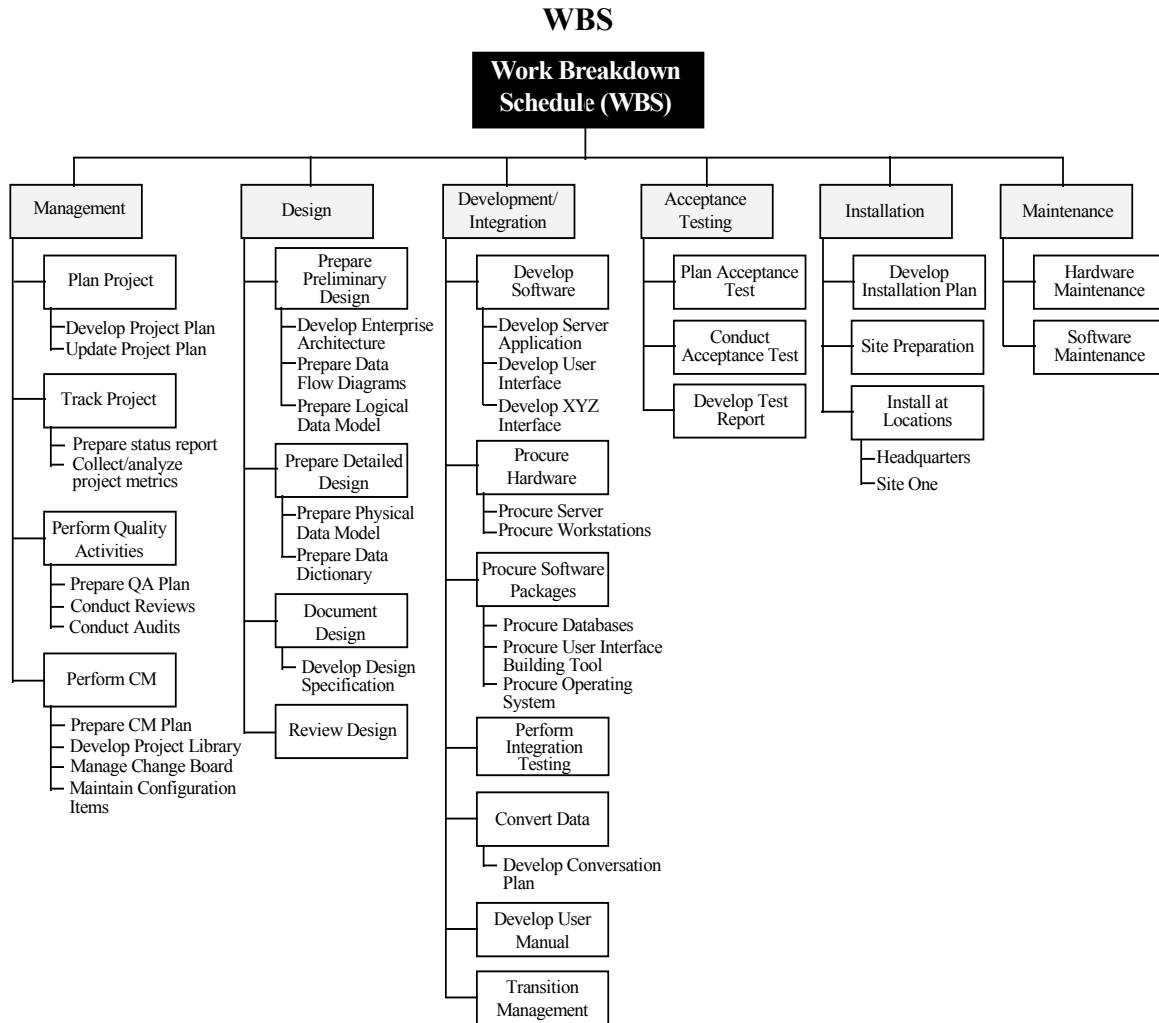 WBS
Work Breakdown
Schedule (WBS)
Management
Plan Project
Develop Project Plan
Update Project Plan
Track Project
Prepare status report
Collect/analyze
project metrics
Perform Quality
Activities
Prepare QA Plan
Conduct Reviews
Conduct Audits
Perform CM
Prepare CM Plan
Develop Project Library
Manage Change Board
Maintain Configuration
Items
Design
Prepare
Preliminary
Design
Develop Enterprise
Architecture
Prepare Data
Flow Diagrams
Prepare Logical
Data Model
Prepare Detailed
Design
Prepare Physical
Data Model
Prepare Data
Dictionary
Document
Design
Develop Design
Specification
Review Design
Development/
Integration
Develop
Software
Develop Server
Application
Develop User
Interface
Develop XYZ
Interface
Procure
Hardware
Procure Server
Procure Workstations
Procure Software
Packages
Procure Databases
Procure User Interface
Building Tool
Procure Operating
System
Perform
Integration
Testing
Convert Data
Develop Conversation
Plan
Develop User
Manual
Transition
Management
Acceptance
Testing
Plan Acceptance
Test
Conduct
Acceptance Test
Develop Test
Report
Installation
Develop
Installation Plan
Site Preparation
Install at
Locations
Headquarters
Site One
Maintenance
Hardware
Maintenance
Software
Maintenance